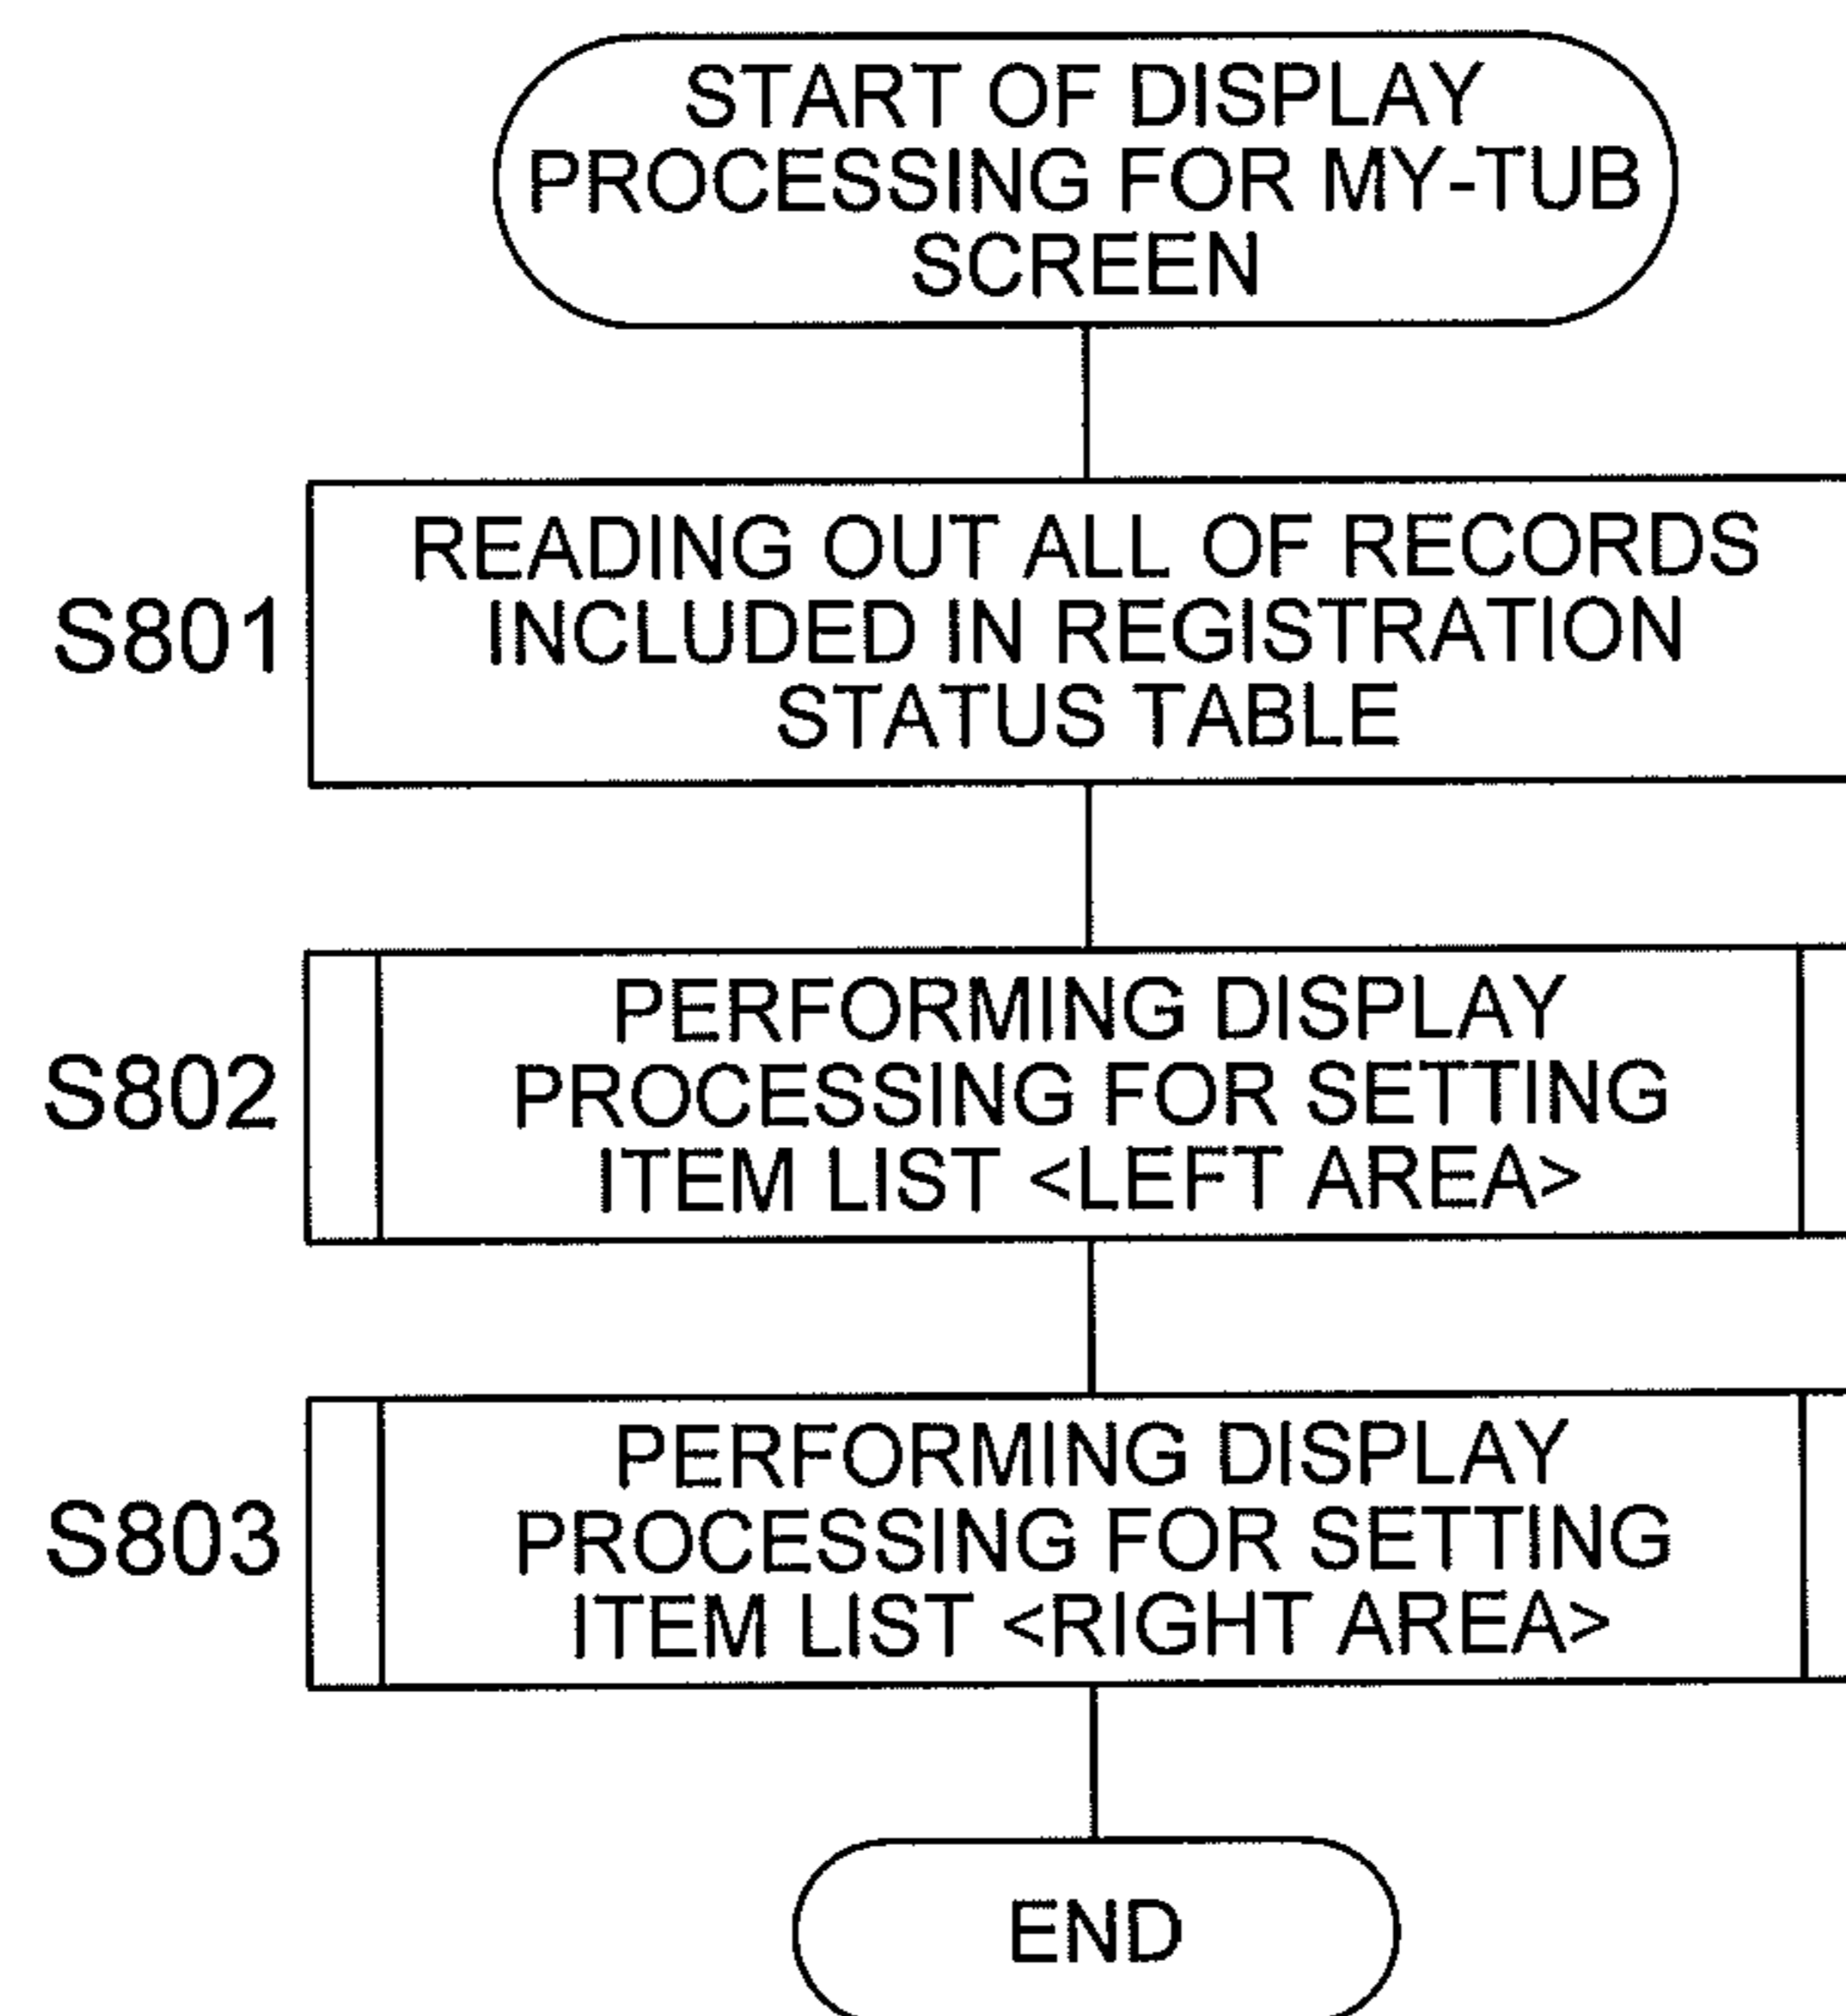 START OF DISPLAY
PROCESSING FOR MY-TUB
SCREEN
READING OUT ALL OF RECORDS
S801
INCLUDED IN REGISTRATION
STATUS TABLE
PERFORMING DISPLAY
S802
PROCESSING FOR SETTING
ITEM LIST <LEFT AREA>
PERFORMING DISPLAY
S803
PROCESSING FOR SETTING
ITEM LIST <RIGHT AREA>
END